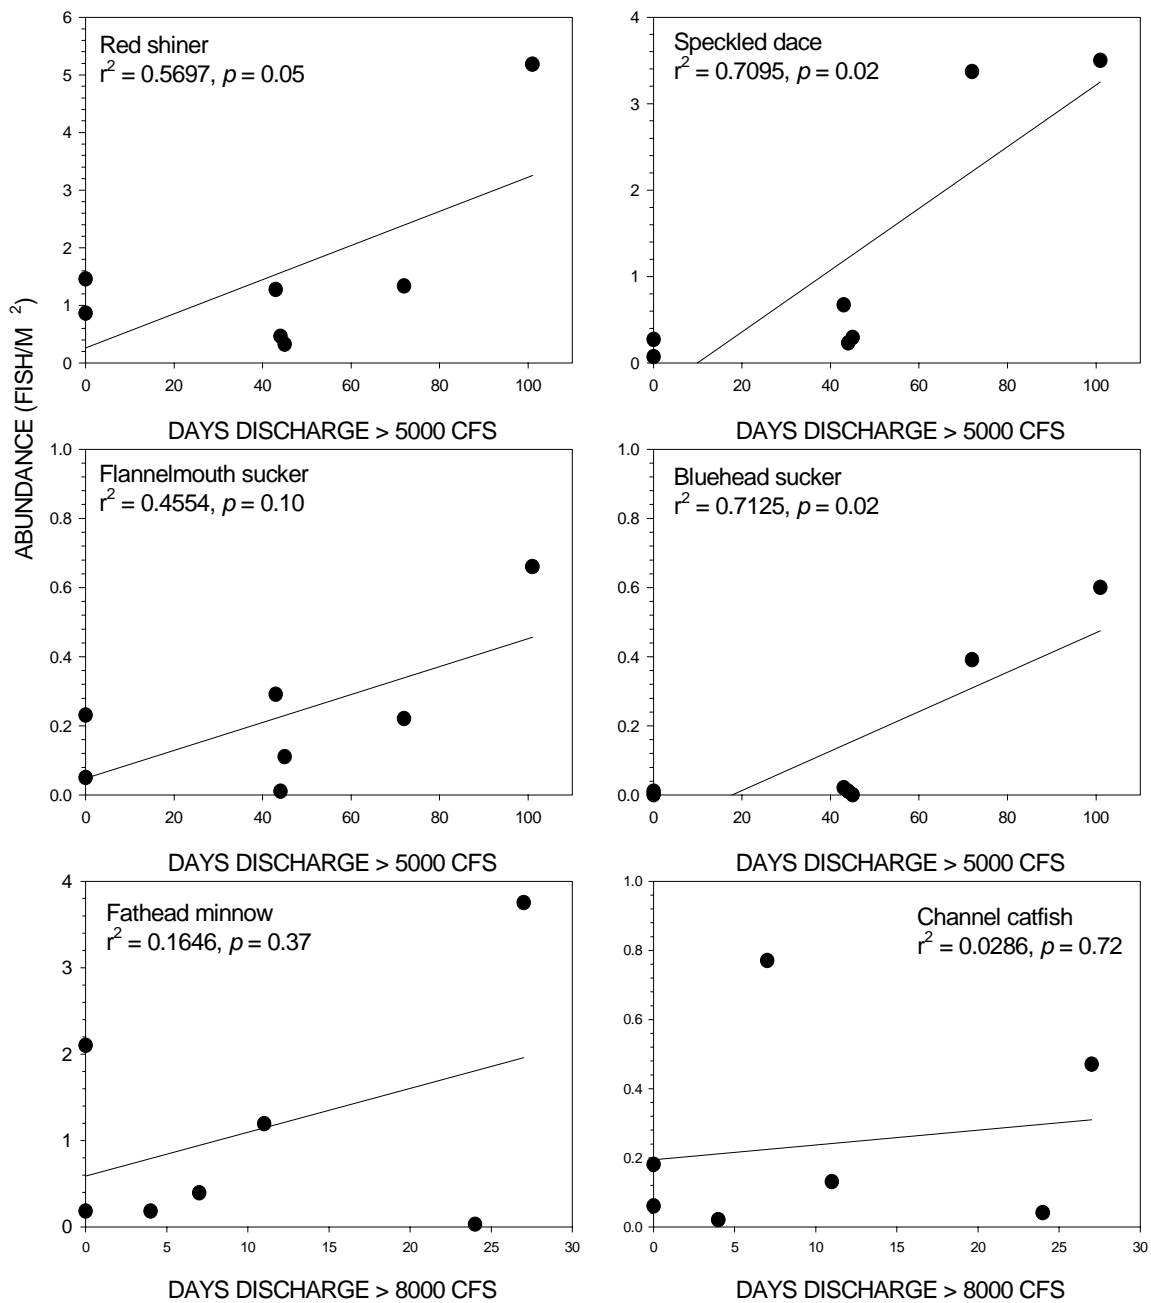 ABUNDANCE (FISH/M ²)
Red shiner
r² = 0.5697, p = 0.05
6
5
4
3
2
1
0
0 20 40 60 80 100
DAYS DISCHARGE > 5000 CFS
Speckled dace
r² = 0.7095, p = 0.02
4
3
2
1
0
0 20 40 60 80 100
DAYS DISCHARGE > 5000 CFS
Flannelmouth sucker
r² = 0.4554, p = 0.10
1.0
0.8
0.6
0.4
0.2
0.0
0 20 40 60 80 100
DAYS DISCHARGE > 5000 CFS
Bluehead sucker
r² = 0.7125, p = 0.02
1.0
0.8
0.6
0.4
0.2
0.0
0 20 40 60 80 100
DAYS DISCHARGE > 5000 CFS
Fathead minnow
r² = 0.1646, p = 0.37
4
3
2
1
0
0 5 10 15 20 25 30
DAYS DISCHARGE > 8000 CFS
Channel catfish
r² = 0.0286, p = 0.72
1.0
0.8
0.6
0.4
0.2
0.0
0 5 10 15 20 25 30
DAYS DISCHARGE > 8000 CFS